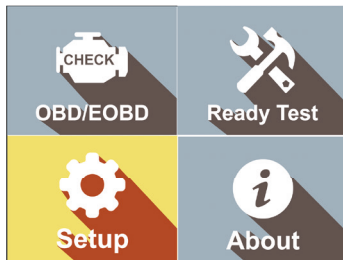 CHECK
OBD/EOBD
Ready Test
Setup
i
About